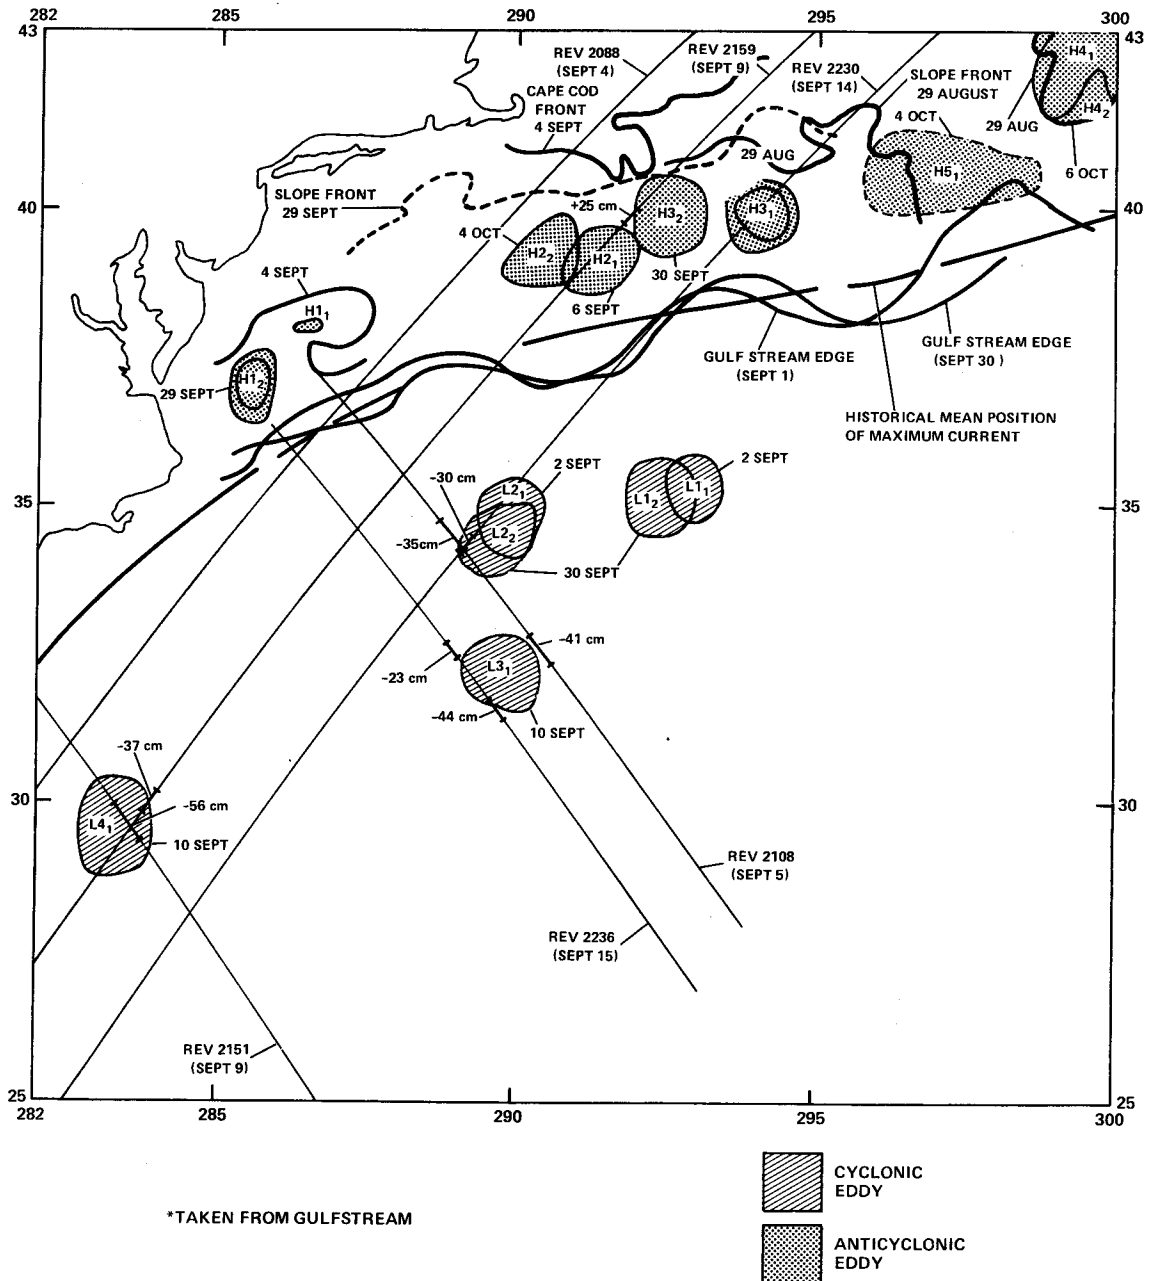 282
285
290
295
300
43
43
REV 2088
(SEPT 4)
REV 2159
(SEPT 9)
REV 2230
(SEPT 14)
SLOPE FRONT
29 AUGUST
CAPE COD
FRONT
4 SEPT
4 OCT
29 AUG
H4₁
H4₂
6 OCT
29 AUG
H5₁
SLOPE FRONT
29 SEPT
40
40
+25 cm
H3₂
H3₁
4 OCT
H2₂
H2₁
30 SEPT
6 SEPT
4 SEPT
H1₁
H1₂
29 SEPT
GULF STREAM EDGE
(SEPT 1)
GULF STREAM EDGE
(SEPT 30)
HISTORICAL MEAN POSITION
OF MAXIMUM CURRENT
35
35
-30 cm
2 SEPT
2 SEPT
L2₁
L2₂
L1₂
L1₁
-35cm
30 SEPT
-41 cm
L3₁
-23 cm
-44 cm
10 SEPT
-37 cm
30
30
-56 cm
L4₁
10 SEPT
REV 2108
(SEPT 5)
REV 2236
(SEPT 15)
REV 2151
(SEPT 9)
25
25
282
285
290
295
300
CYCLONIC
EDDY
*TAKEN FROM GULFSTREAM
ANTICYCLONIC
EDDY